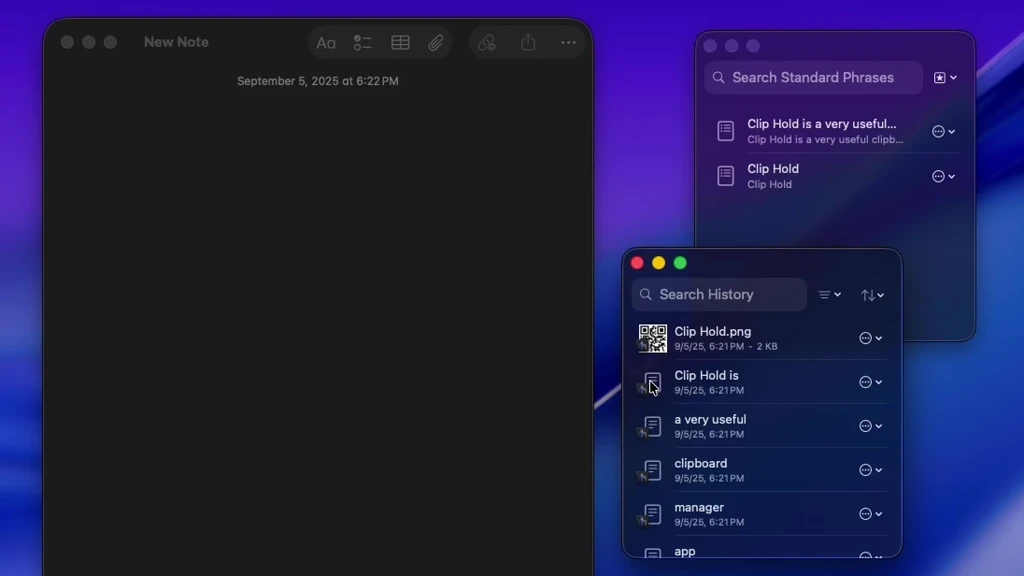 New Note
Aa
September 5, 2025 at 6:22 PM
Search Standard Phrases
Clip Hold is a very useful...
Clip Hold is a very useful clipb...
Clip Hold
Clip Hold
Search History
Clip Hold.png
9/5/25, 6:21 PM - 2 KB
Clip Hold is
9/5/25, 6:21 PM
a very useful
9/5/25, 6:21 PM
clipboard
9/5/25, 6:21 PM
manager
9/5/25, 6:21 PM
app